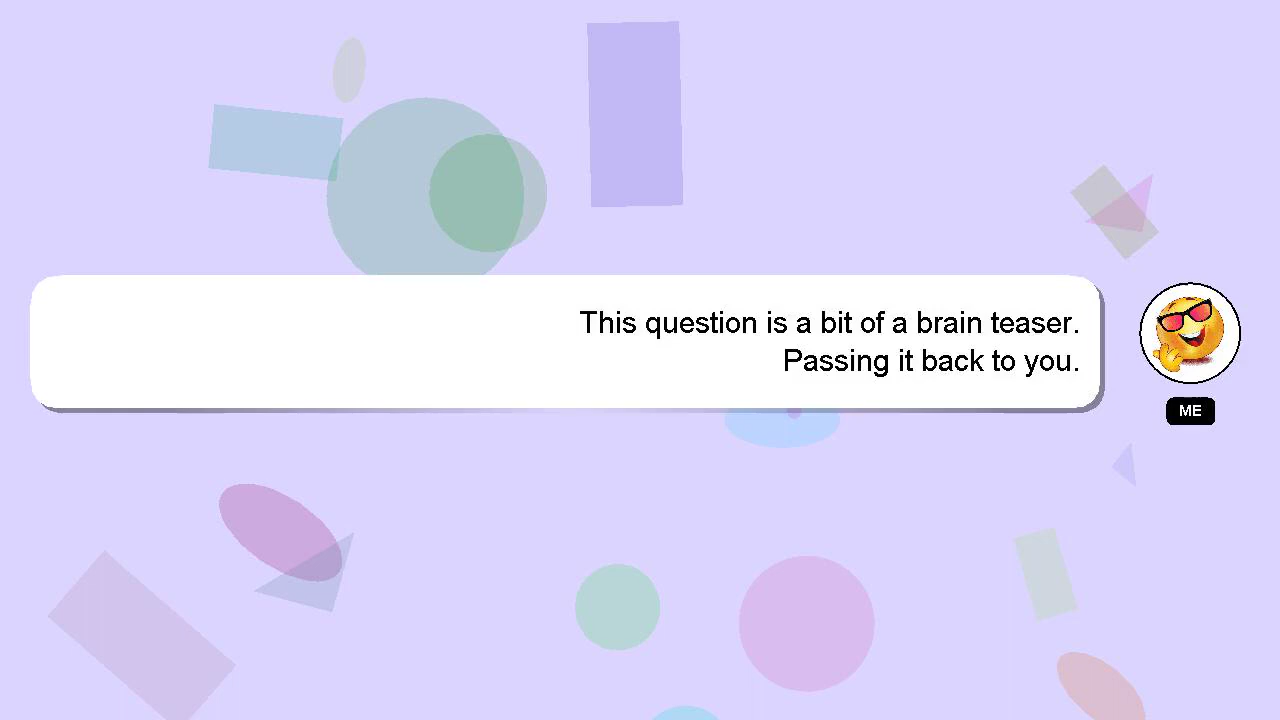 This question is a bit of a brain teaser.
Passing it back to you.
ME